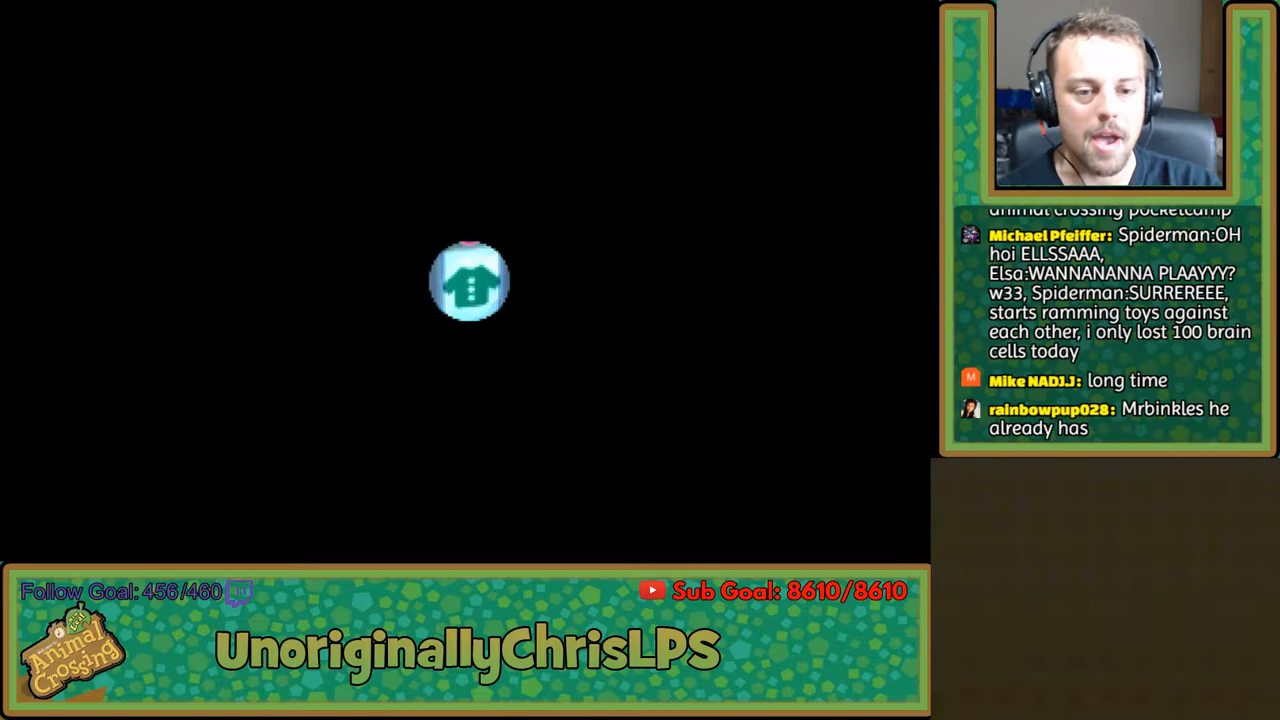 animal crossing pocketcamp
Michael Pfeiffer: Spiderman:OH
hoi ELLSSAAA,
Elsa:WANNANANNA PLAAYYY?
w33, Spiderman:SURREREEE,
starts ramming toys against
each other, i only lost 100 brain
cells today
M
Mike NADJ.J: long time
rainbowpup028: Mrbinkles he
already has
Follow Goal: 456/460
Sub Goal: 8610/8610
Animal
Crossing
UnoriginallyChrisLPS